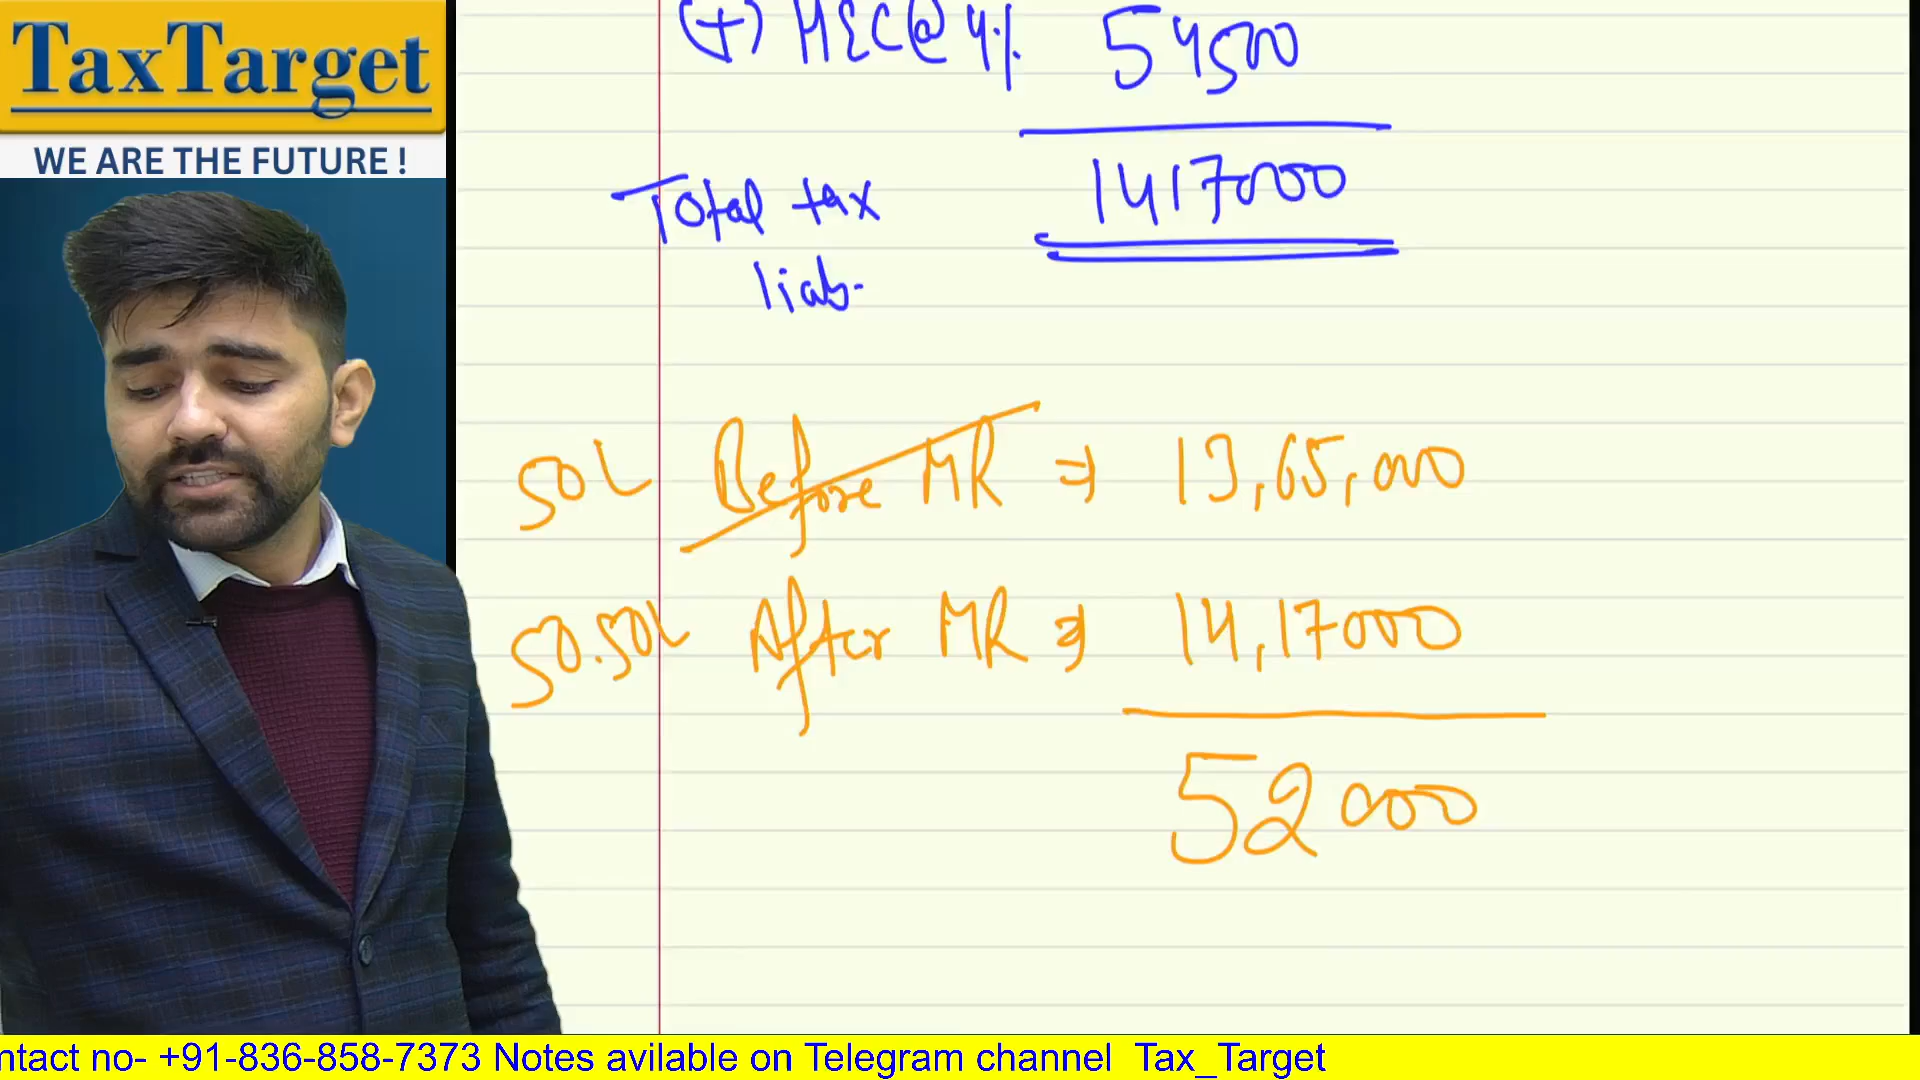 TaxTarget
WE ARE THE FUTURE !
(+) HEC@ 4% 54500
Total tax 1417000
liab.
50L Before MR ⇒ 13,65,000
50.50L After MR ⇒ 14,17000
52000
ntact no- +91-836-858-7373 Notes avilable on Telegram channel Tax_Target